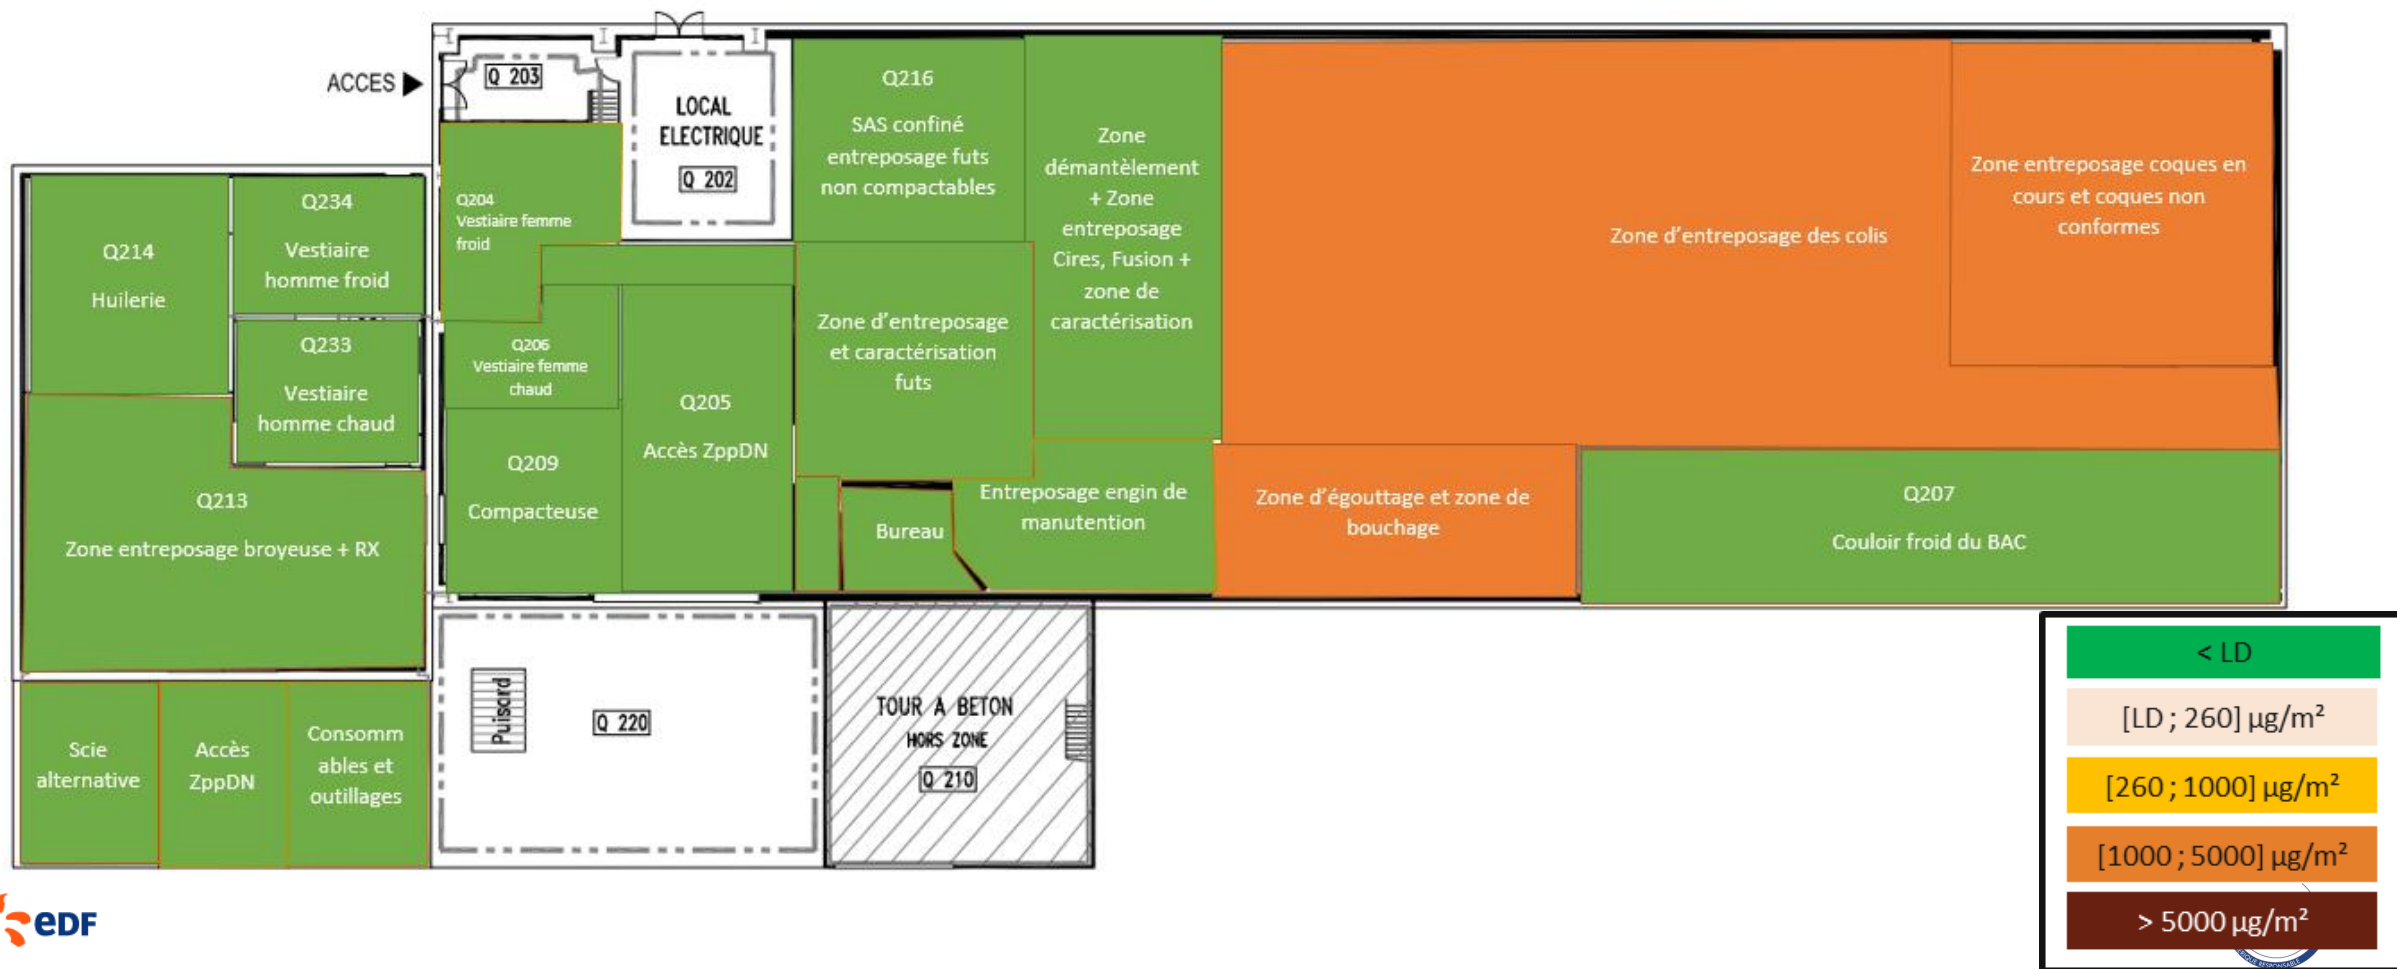 ACCES
Q 203
LOCAL
ELECTRIQUE
Q 202
Q216
SAS confiné
entreposage futs
non compactables
Zone
démantèlement
+ Zone
entreposage
Cires, Fusion +
zone de
caractérisation
Zone d'entreposage des colis
Zone entreposage coques en
cours et coques non
conformes
Q214
Huilerie
Q234
Vestiaire
homme froid
Q204
Vestiaire femme
froid
Q233
Vestiaire
homme chaud
Q206
Vestiaire femme
chaud
Q205
Accès ZppDN
Zone d'entreposage
et caractérisation
futs
Q213
Zone entreposage broyeuse + RX
Q209
Compacteuse
Bureau
Entreposage engin de
manutention
Zone d'égouttage et zone de
bouchage
Q207
Couloir froid du BAC
Scie
alternative
Accès
ZppDN
Consomm
ables et
outillages
Puisard
Q 220
TOUR A BETON
HORS ZONE
Q 210
< LD
[LD ; 260] µg/m²
[260 ; 1000] µg/m²
[1000 ; 5000] µg/m²
> 5000 µg/m²
eDF